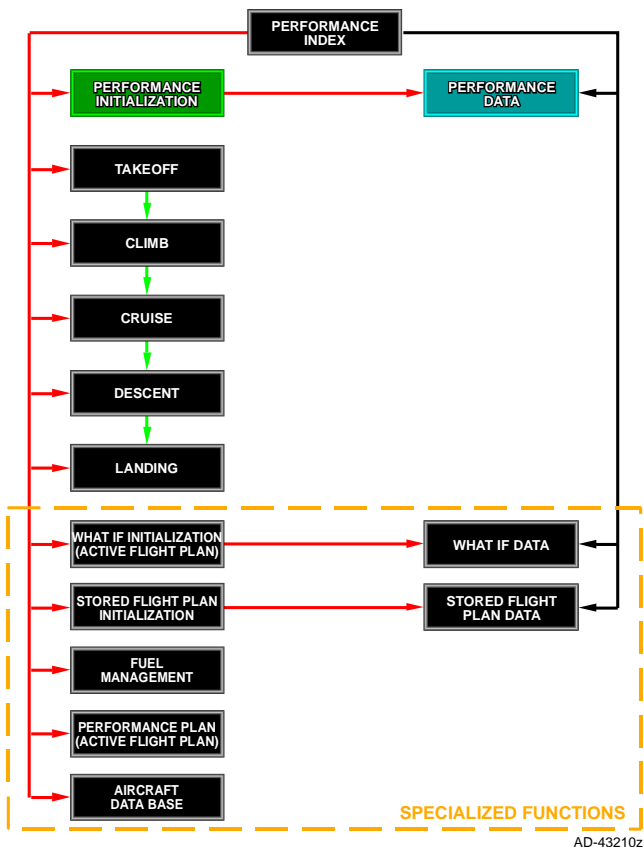 PERFORMANCE
INDEX
PERFORMANCE
INITIALIZATION
PERFORMANCE
DATA
TAKEOFF
CLIMB
CRUISE
DESCENT
LANDING
WHAT IF INITIALIZATION
(ACTIVE FLIGHT PLAN)
WHAT IF DATA
STORED FLIGHT PLAN
INITIALIZATION
STORED FLIGHT
PLAN DATA
FUEL
MANAGEMENT
PERFORMANCE PLAN
(ACTIVE FLIGHT PLAN)
AIRCRAFT
DATA BASE
SPECIALIZED FUNCTIONS
AD-43210z